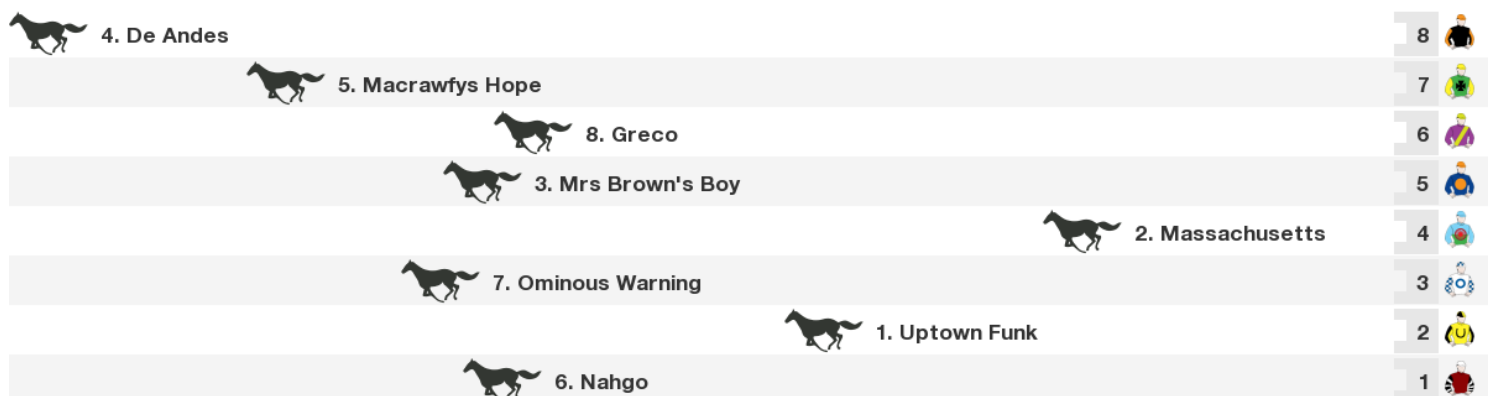 4. De Andes 8
5. Macrawfys Hope 7
8. Greco 6
3. Mrs Brown's Boy 5
2. Massachusetts 4
7. Ominous Warning 3
1. Uptown Funk 2
6. Nahgo 1